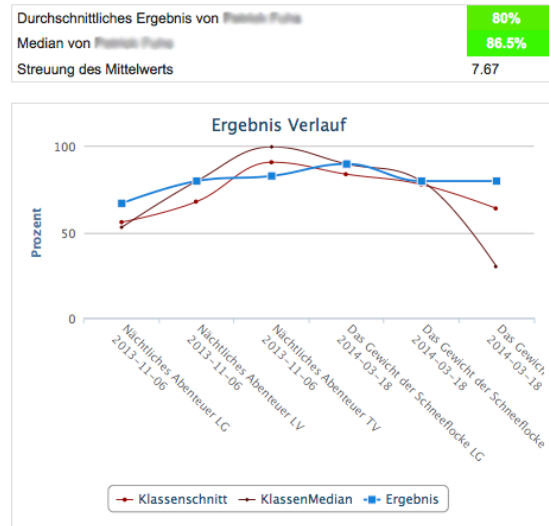 Durchschnittliches Ergebnis von
80%
Median von
86.5%
Streuung des Mittelwerts
7.67
Ergebnis Verlauf
100
50
0
Prozent
Nächtliches Abenteuer LG
2013-11-06
Nächtliches Abenteuer LV
2013-11-06
Nächtliches Abenteuer TV
2013-11-06
Das Gewicht der Schneeflocke LG
2014-03-18
Das Gewicht der Schneeflocke
2014-03-18
Das Gewicht
2014-03-18
Klassenschnitt
KlassenMedian
Ergebnis